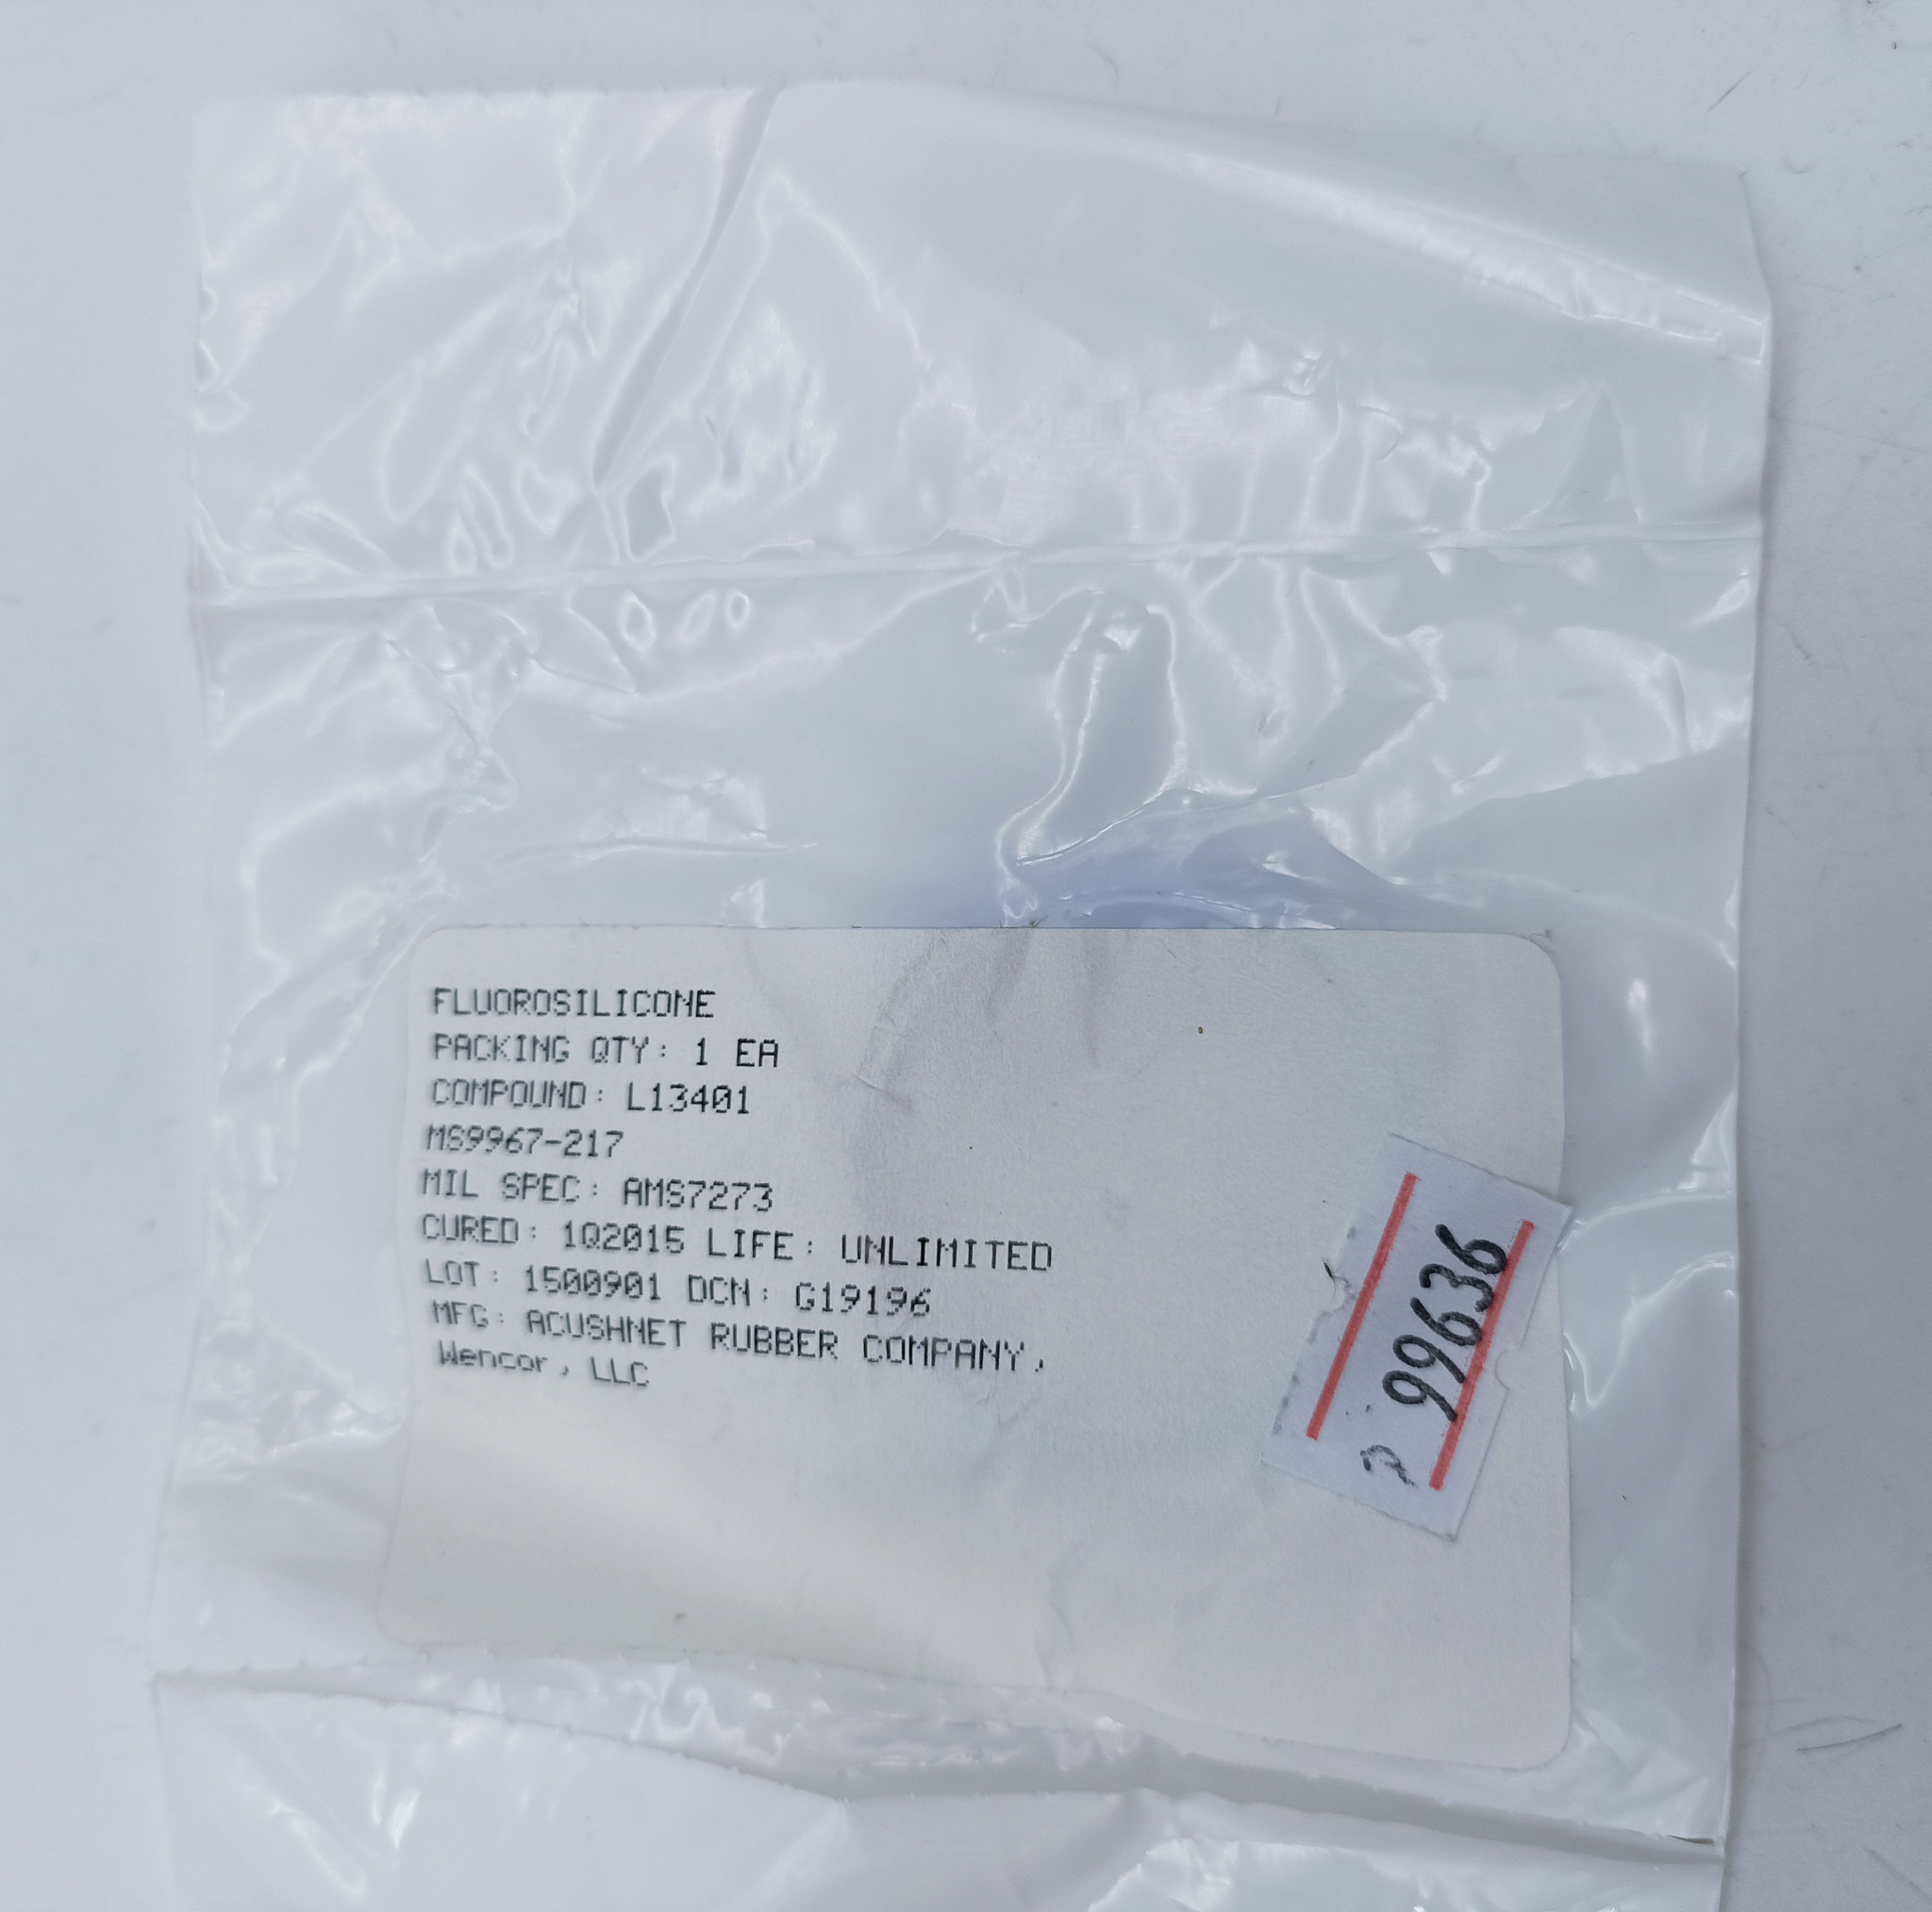 FLUOROSILICONE
PACKING QTY: 1 EA
COMPOUND: L13401
MS9967-217
MIL SPEC: AMS7273
CURED: 1Q2015 LIFE: UNLIMITED
LOT: 1500901 DCN: G19196
MFG: ACUSHNET RUBBER COMPANY,
Wencor, LLC
99636